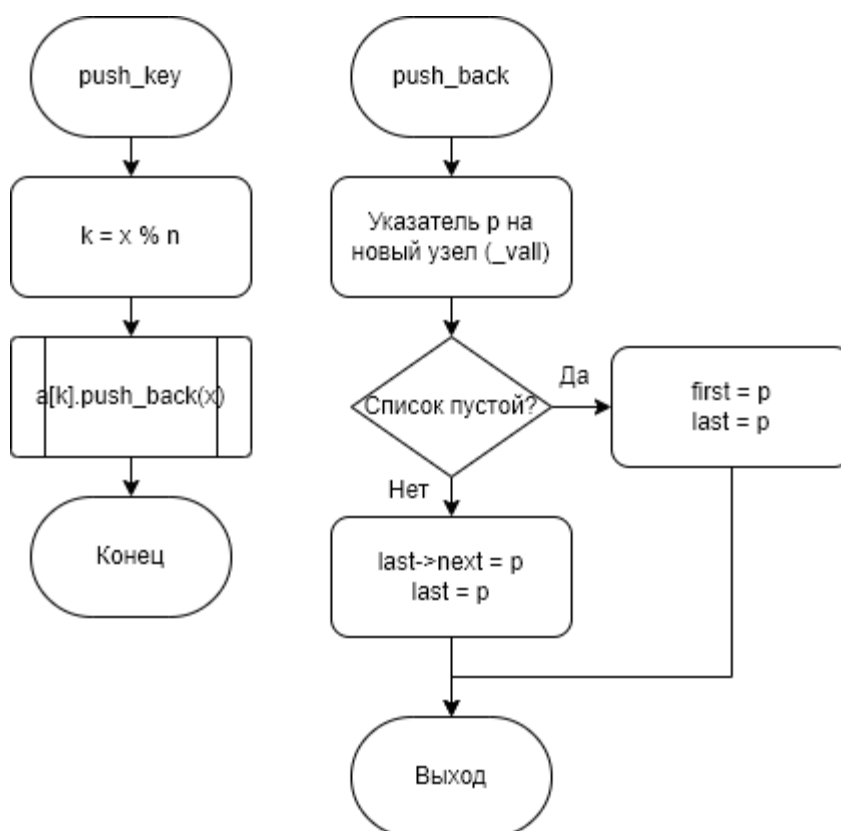 push_key
k = x % n
a[k].push_back(x)
Конец
push_back
Указатель p на
новый узел (_vall)
Список пустой?
Да
first = p
last = p
Нет
last->next = p
last = p
Выход